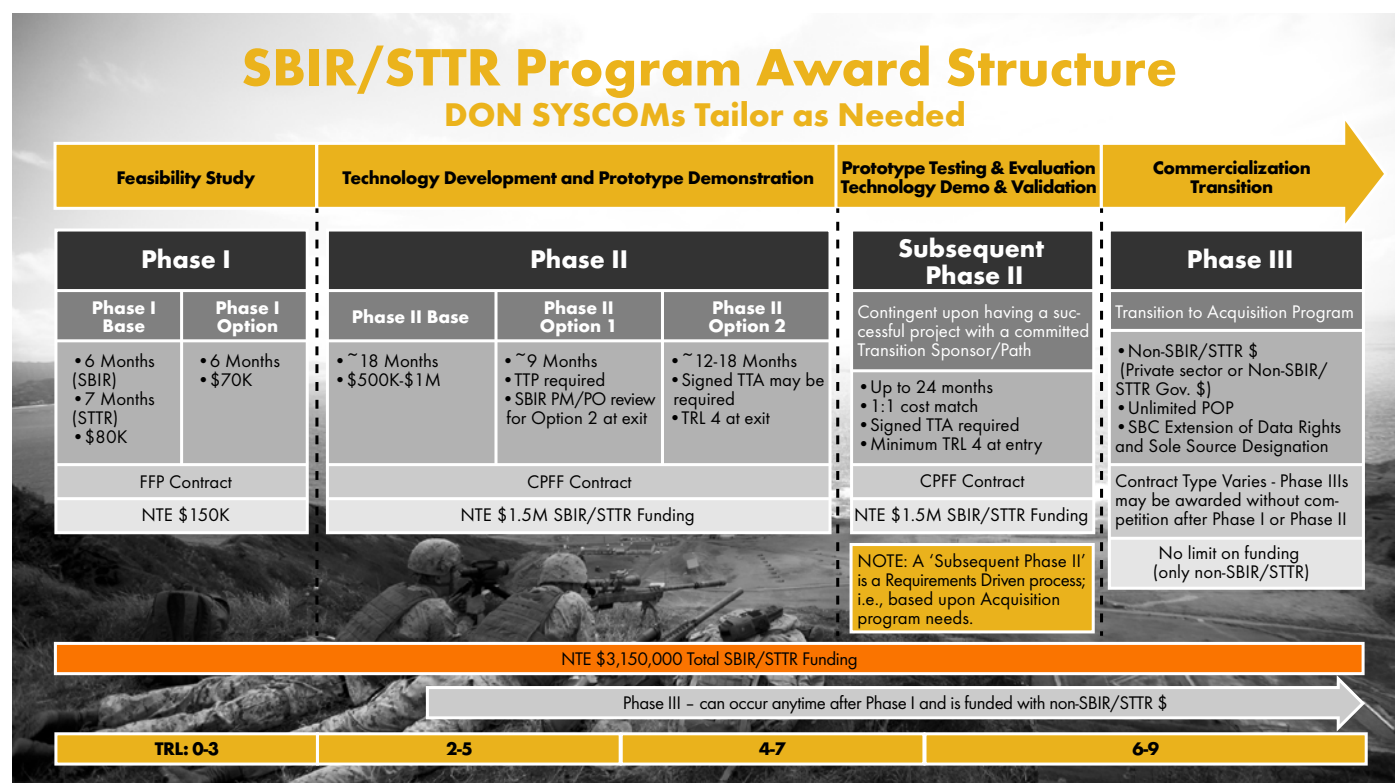 SBIR/STTR Program Award Structure
DON SYSCOMs Tailor as Needed
Feasibility Study
Technology Development and Prototype Demonstration
Prototype Testing & Evaluation
Technology Demo & Validation
Commercialization
Transition
Phase I
Phase I
Base
Phase I
Option
• 6 Months
(SBIR)
• 7 Months
(STTR)
• $80K
• 6 Months
• $70K
FFP Contract
NTE $150K
Phase II
Phase II Base
Phase II
Option 1
Phase II
Option 2
• ~18 Months
• $500K-$1M
• ~9 Months
• TTP required
• SBIR PM/PO review
for Option 2 at exit
• ~12-18 Months
• Signed TTA may be
required
• TRL 4 at exit
CPFF Contract
NTE $1.5M SBIR/STTR Funding
Subsequent
Phase II
Contingent upon having a suc-
cessful project with a committed
Transition Sponsor/Path
• Up to 24 months
• 1:1 cost match
• Signed TTA required
• Minimum TRL 4 at entry
CPFF Contract
NTE $1.5M SBIR/STTR Funding
NOTE: A ‘Subsequent Phase II’
is a Requirements Driven process;
i.e., based upon Acquisition
program needs.
Phase III
Transition to Acquisition Program
• Non-SBIR/STTR $
(Private sector or Non-SBIR/
STTR Gov. $)
• Unlimited POP
• SBC Extension of Data Rights
and Sole Source Designation
Contract Type Varies - Phase IIIs
may be awarded without com-
petition after Phase I or Phase II
No limit on funding
(only non-SBIR/STTR)
NTE $3,150,000 Total SBIR/STTR Funding
Phase III – can occur anytime after Phase I and is funded with non-SBIR/STTR $
TRL: 0-3
2-5
4-7
6-9